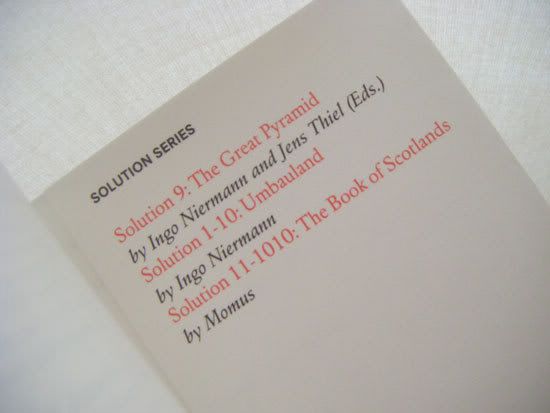 SOLUTION SERIES
Solution 9: The Great Pyramid
by Ingo Niermann and Jens Thiel (Eds.)
Solution 1-10: Umbauland
by Ingo Niermann
Solution 11-1010: The Book of Scotlands
by Momus